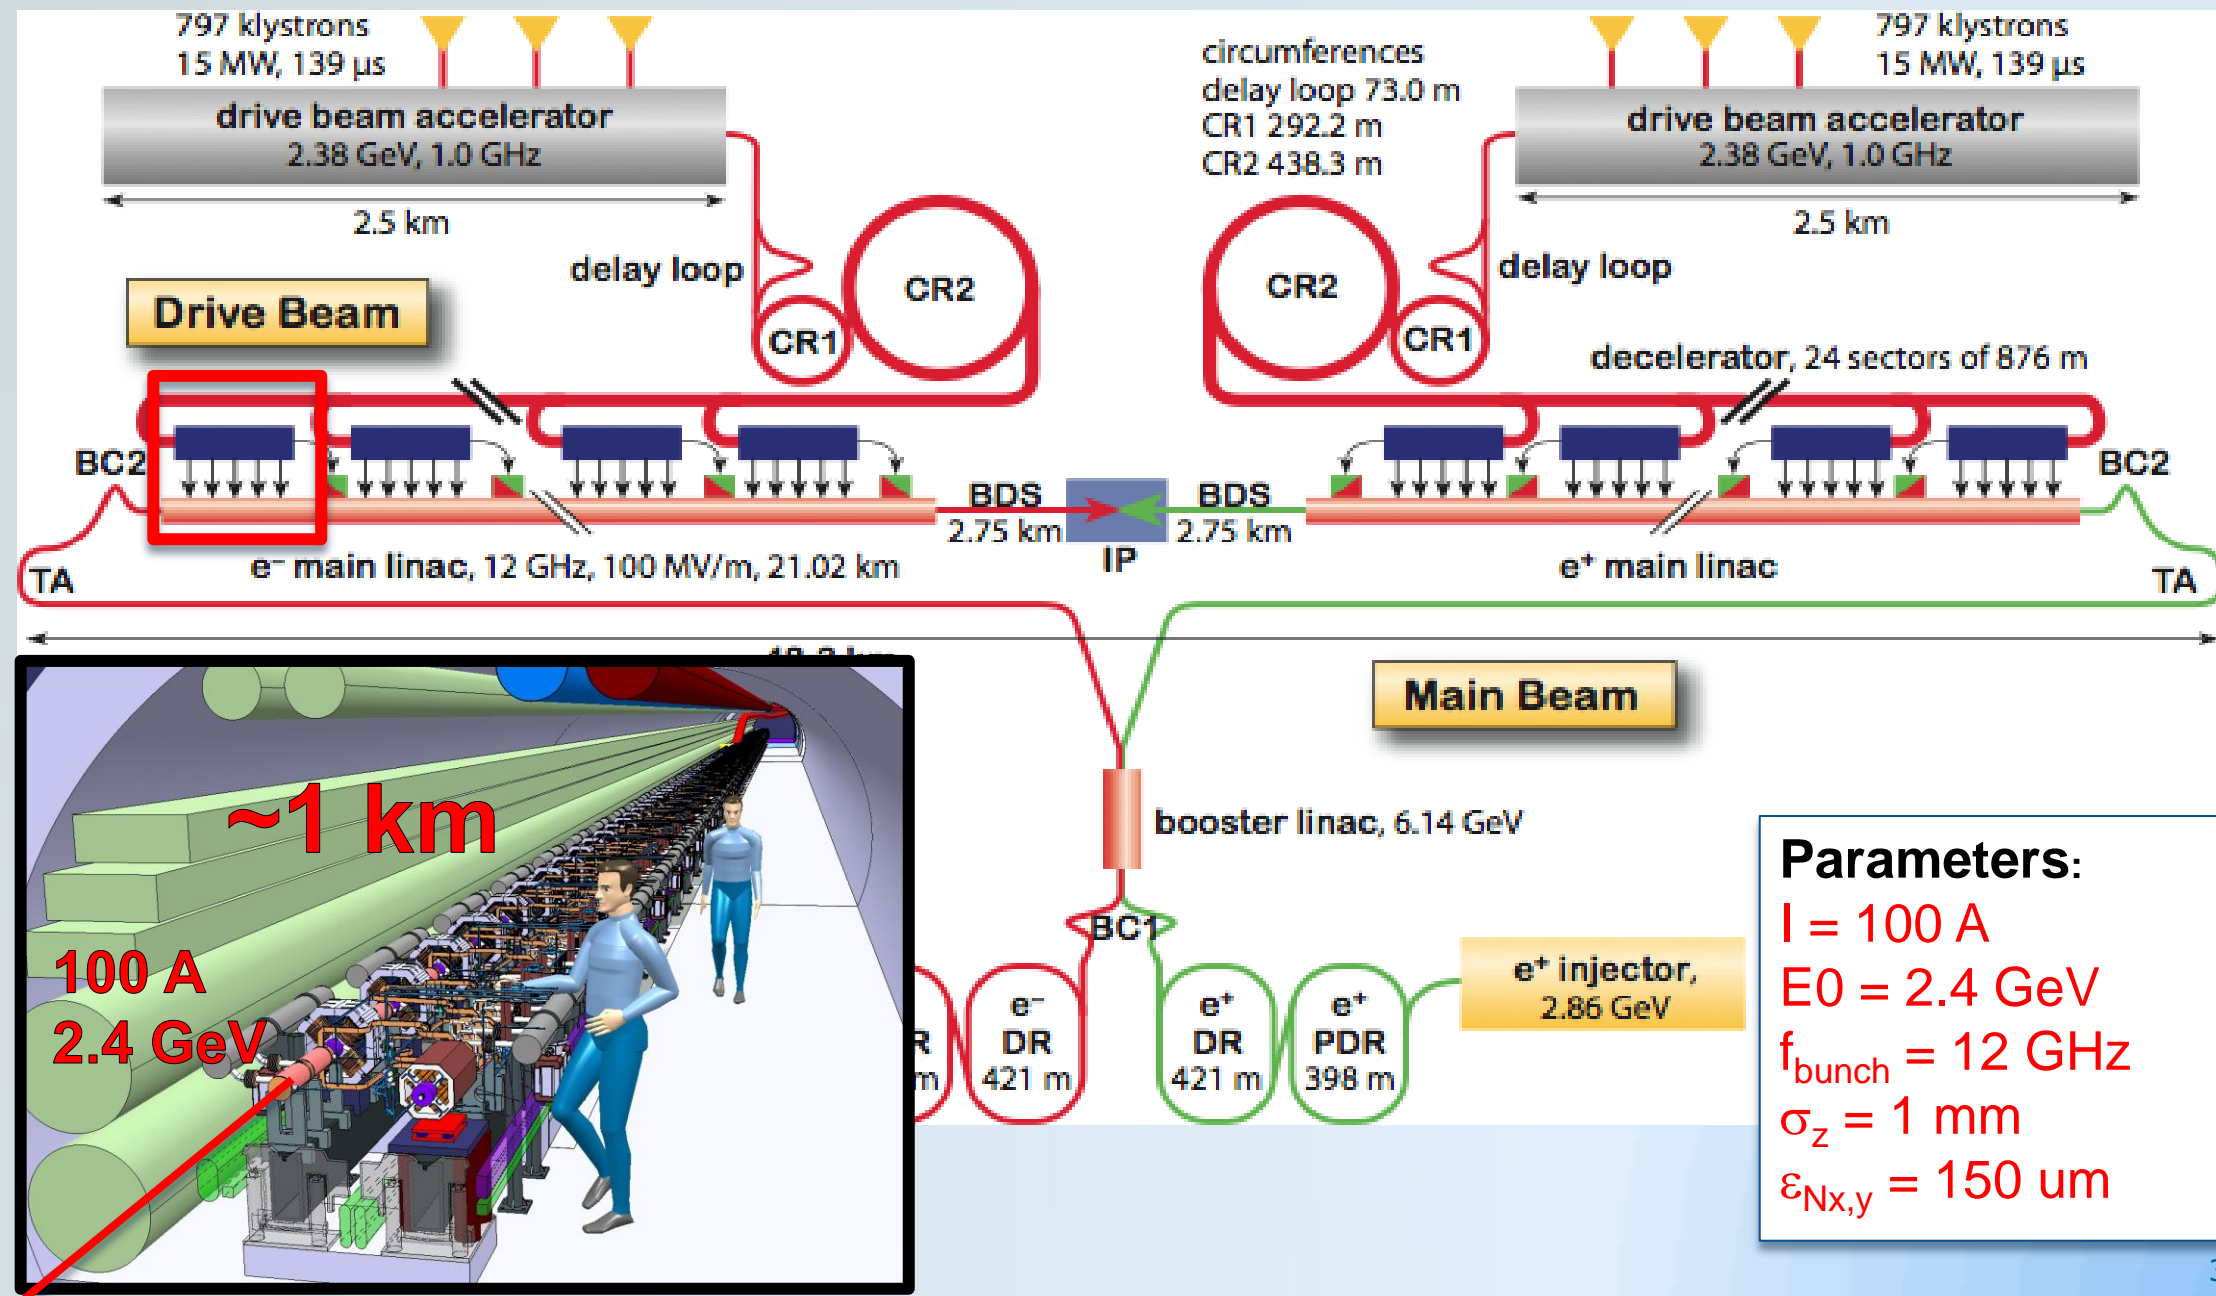 797 klystrons
15 MW, 139 µs
drive beam accelerator
2.38 GeV, 1.0 GHz
2.5 km
circumferences
delay loop 73.0 m
CR1 292.2 m
CR2 438.3 m
797 klystrons
15 MW, 139 µs
drive beam accelerator
2.38 GeV, 1.0 GHz
2.5 km
delay loop
CR2
CR1
CR2
CR1
delay loop
Drive Beam
decelerator, 24 sectors of 876 m
BC2
BC2
BDS
2.75 km
IP
BDS
2.75 km
TA
e⁻ main linac, 12 GHz, 100 MV/m, 21.02 km
e⁺ main linac
TA
Main Beam
~1 km
100 A
2.4 GeV
booster linac, 6.14 GeV
BC1
R
m
e⁻
DR
421 m
e⁺
DR
421 m
e⁺
PDR
398 m
e⁺ injector,
2.86 GeV
Parameters:
I = 100 A
E0 = 2.4 GeV
f_bunch = 12 GHz
σ_z = 1 mm
ε_Nx,y = 150 um